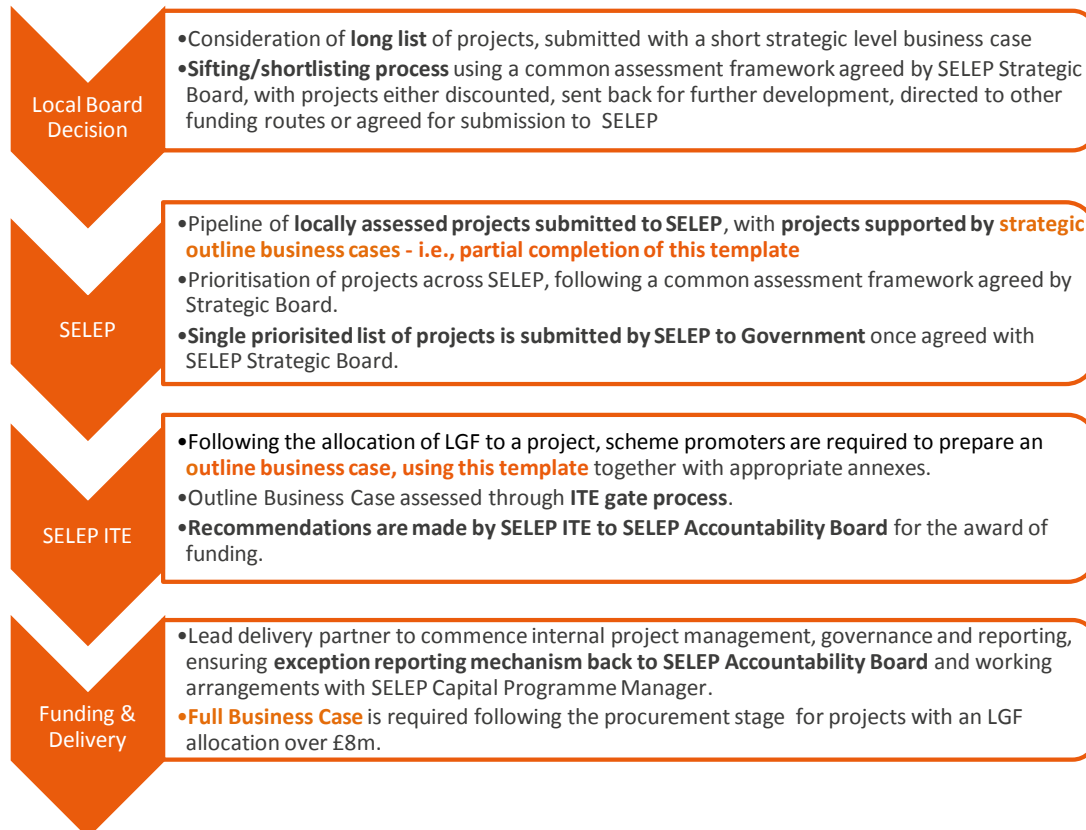 Local Board
Decision
•Consideration of long list of projects, submitted with a short strategic level business case
•Sifting/shortlisting process using a common assessment framework agreed by SELEP Strategic
Board, with projects either discounted, sent back for further development, directed to other
funding routes or agreed for submission to SELEP
SELEP
•Pipeline of locally assessed projects submitted to SELEP, with projects supported by strategic
outline business cases - i.e., partial completion of this template
•Prioritisation of projects across SELEP, following a common assessment framework agreed by
Strategic Board.
•Single priorisited list of projects is submitted by SELEP to Government once agreed with
SELEP Strategic Board.
SELEP ITE
•Following the allocation of LGF to a project, scheme promoters are required to prepare an
outline business case, using this template together with appropriate annexes.
•Outline Business Case assessed through ITE gate process.
•Recommendations are made by SELEP ITE to SELEP Accountability Board for the award of
funding.
Funding &
Delivery
•Lead delivery partner to commence internal project management, governance and reporting,
ensuring exception reporting mechanism back to SELEP Accountability Board and working
arrangements with SELEP Capital Programme Manager.
•Full Business Case is required following the procurement stage for projects with an LGF
allocation over £8m.